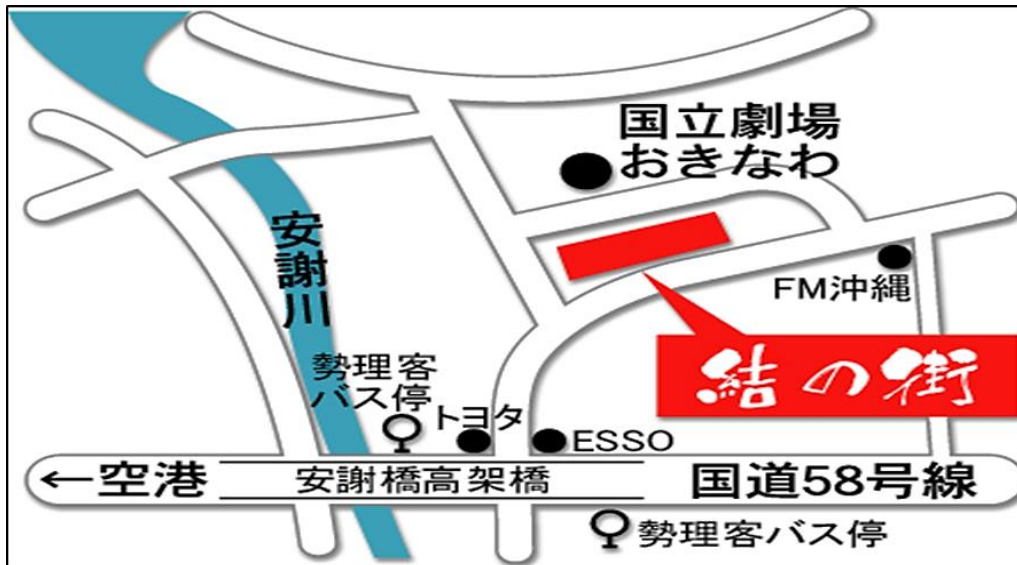 国立劇場
おきなわ
安謝川
FM沖縄
結の街
勢理客
バス停
トヨタ
ESSO
←空港
安謝橋高架橋
国道58号線
勢理客バス停